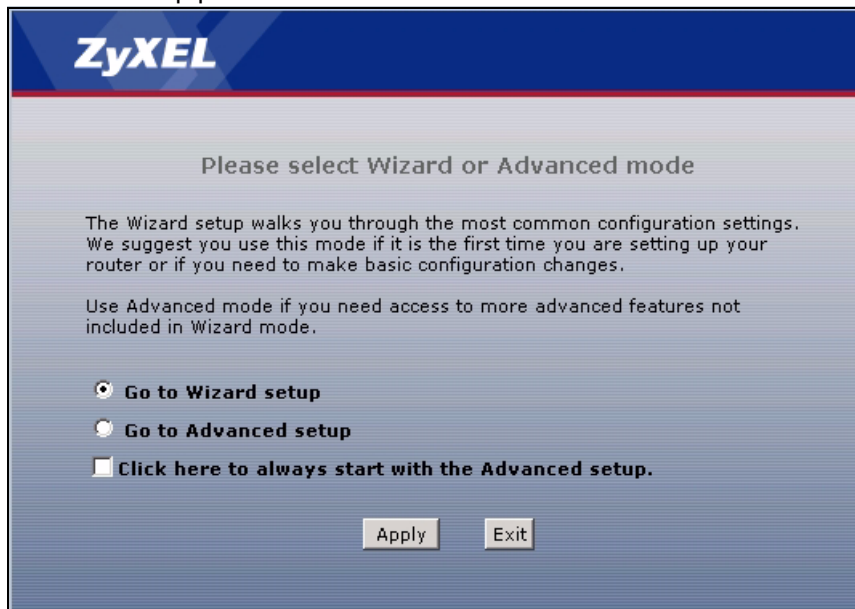 ZyXEL
Please select Wizard or Advanced mode
The Wizard setup walks you through the most common configuration settings.
We suggest you use this mode if it is the first time you are setting up your
router or if you need to make basic configuration changes.
Use Advanced mode if you need access to more advanced features not
included in Wizard mode.
Go to Wizard setup
Go to Advanced setup
Click here to always start with the Advanced setup.
Apply Exit